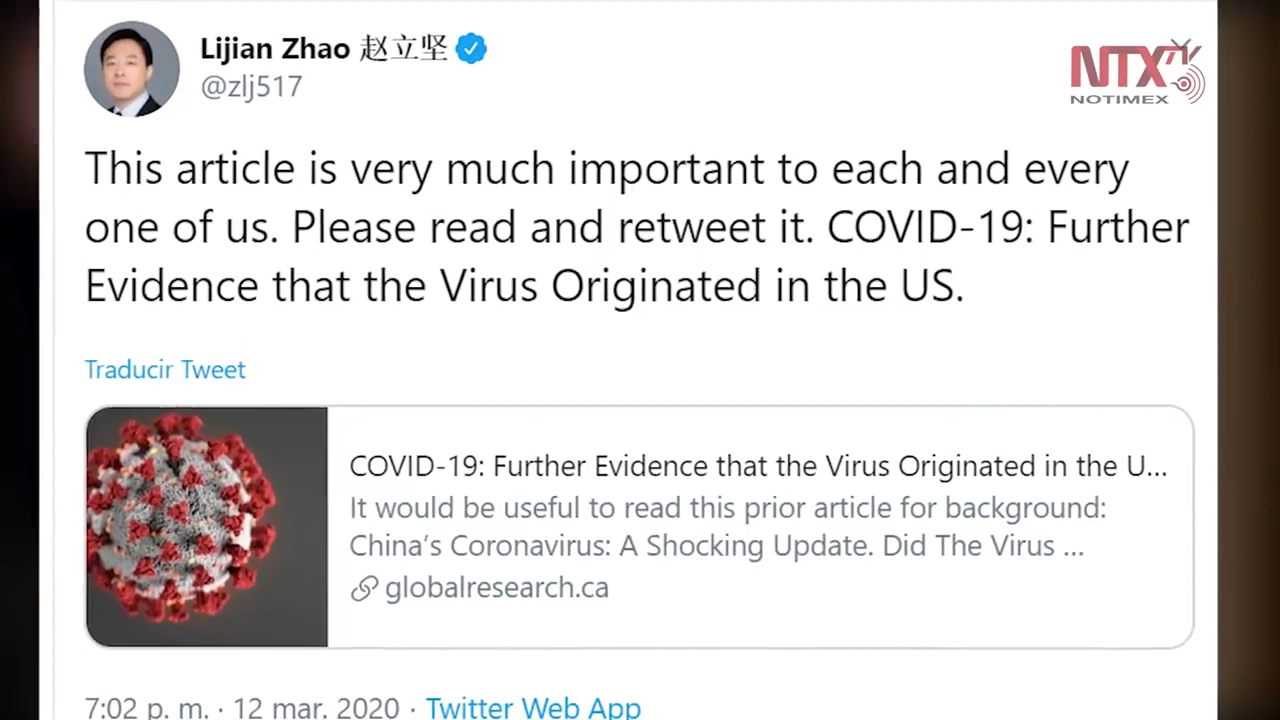 Lijian Zhao 赵立坚
@zlj517
NTX TV
NOTIMEX
This article is very much important to each and every
one of us. Please read and retweet it. COVID-19: Further
Evidence that the Virus Originated in the US.
Traducir Tweet
COVID-19: Further Evidence that the Virus Originated in the U...
It would be useful to read this prior article for background:
China’s Coronavirus: A Shocking Update. Did The Virus ...
globalresearch.ca
7:02 p. m. · 12 mar. 2020 · Twitter Web App